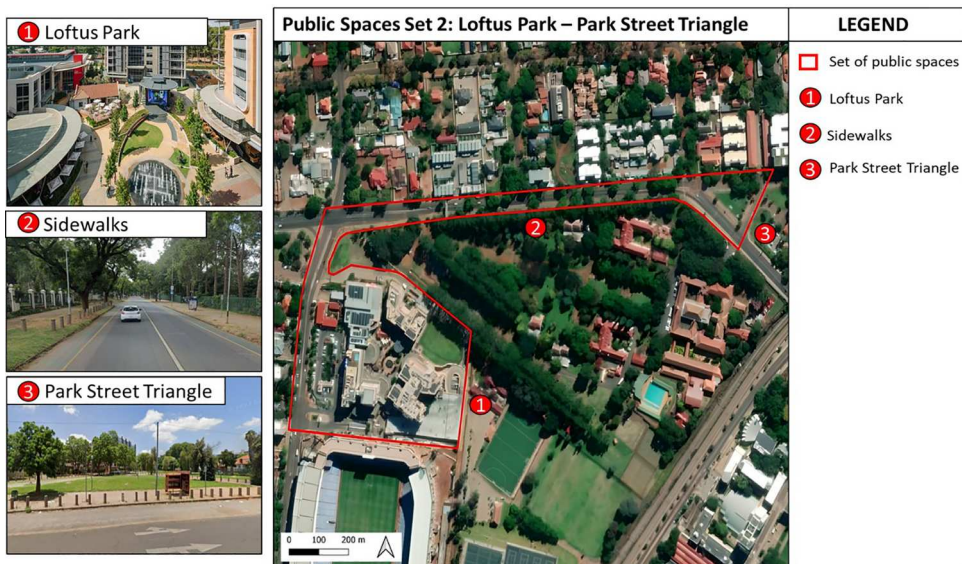 1 Loftus Park
2 Sidewalks
3 Park Street Triangle
Public Spaces Set 2: Loftus Park – Park Street Triangle
2
3
1
0 100 200 m
LEGEND
Set of public spaces
1 Loftus Park
2 Sidewalks
3 Park Street Triangle